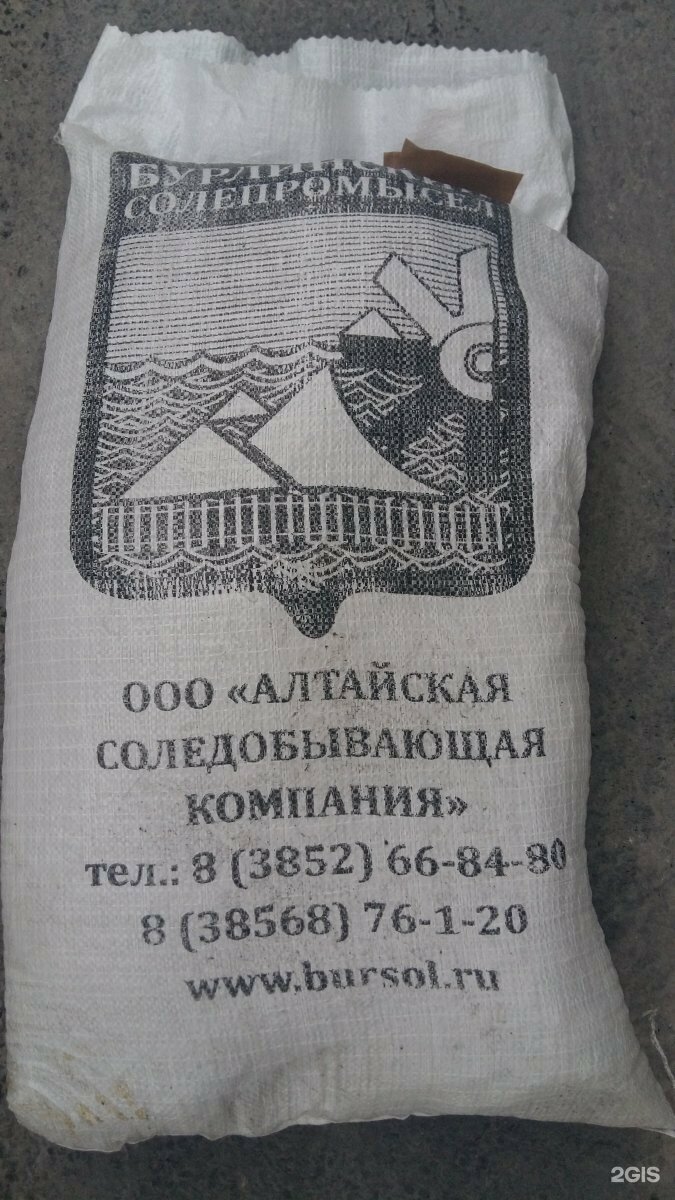 СОЛЕПРОМЫСЕЛ
ООО «АЛТАЙСКАЯ
СОЛЕДОБЫВАЮЩАЯ
КОМПАНИЯ»
тел.: 8 (3852) 66-84-80
8 (38568) 76-1-20
www.bursol.ru
2GIS